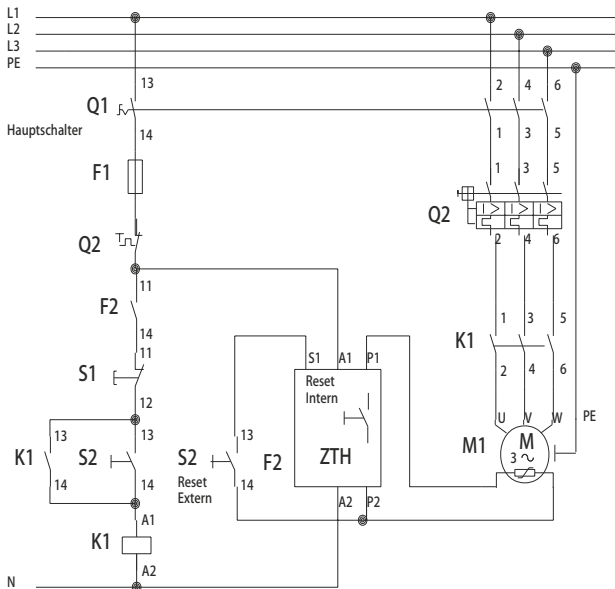 L1
L2
L3
PE
13
2 4 6
Q1
Hauptschalter
14
1 3 5
F1
1 3 5
Q2
I> I> I>
Q2
2 4 6
11
F2
14
1 3 5
K1
11
S1
12
2 4 6
S1 A1 P1
Reset
Intern
U V W
PE
M1
M
3 ~
13 13 13
K1 S2 S2 F2 ZTH
14 14 14
Reset
Extern
A2 P2
A1
K1
A2
N